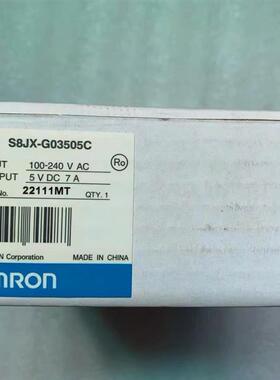 S8JX-G03505C
UT 100-240 V AC
PUT 5 V DC 7 A
No. 22111MT QTY. 1
Ro
N Corporation MADE IN CHINA
MRON